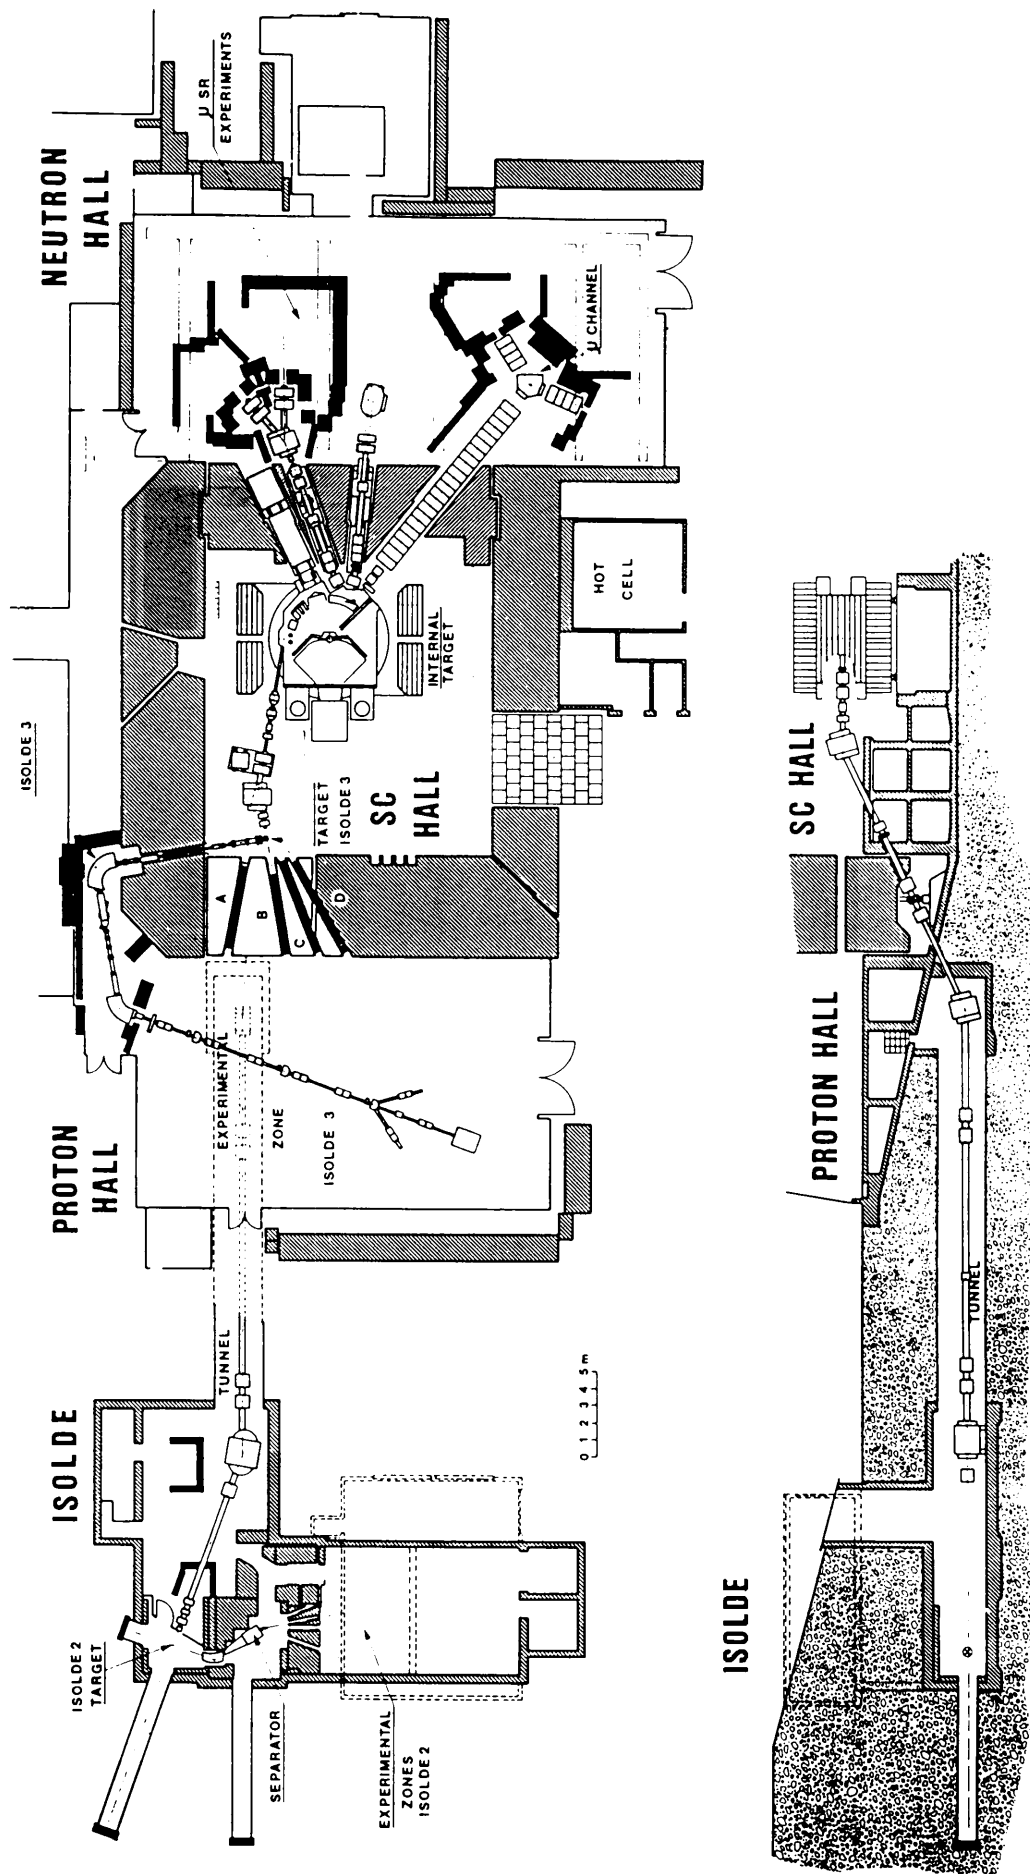 ISOLDE
PROTON
HALL
ISOLDE 3
NEUTRON
HALL
μ SR
EXPERIMENTS
ISOLDE 2
TARGET
TUNNEL
EXPERIMENTAL
ZONE
ISOLDE 3
A
B
C
D
TARGET
ISOLDE 3
SC
HALL
INTERNAL
TARGET
HOT
CELL
μ CHANNEL
SEPARATOR
EXPERIMENTAL
ZONES
ISOLDE 2
0 1 2 3 4 5 m
ISOLDE
PROTON HALL
SC HALL
TUNNEL